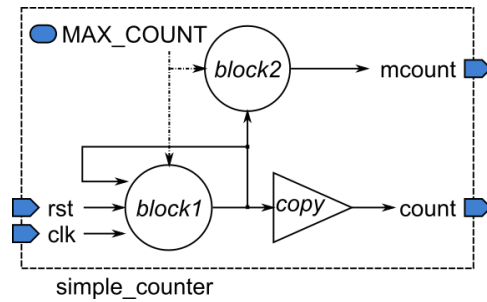 MAX_COUNT
block2
mcount
rst
block1
copy
count
clk
simple_counter